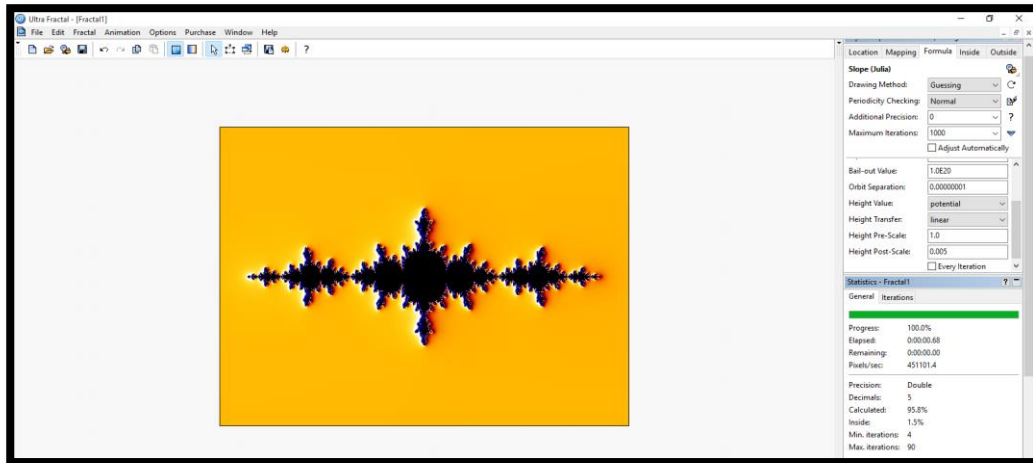 Ultra Fractal - [Fractal1]
File Edit Fractal Animation Options Purchase Window Help
?
Location Mapping Formula Inside Outside
Slope (Julia)
Drawing Method: Guessing
Periodicity Checking: Normal
Additional Precision: 0 ?
Maximum Iterations: 1000
Adjust Automatically
Bail-out Value: 1.0E20
Orbit Separation: 0.00000001
Height Value: potential
Height Transfer: linear
Height Pre-Scale: 1.0
Height Post-Scale: 0.005
Every Iteration
Statistics - Fractal1 ?
General Iterations
Progress: 100.0%
Elapsed: 0:00:00.68
Remaining: 0:00:00.00
Pixels/sec: 451101.4
Precision: Double
Decimals: 5
Calculated: 95.8%
Inside: 1.5%
Min. iterations: 4
Max. iterations: 90